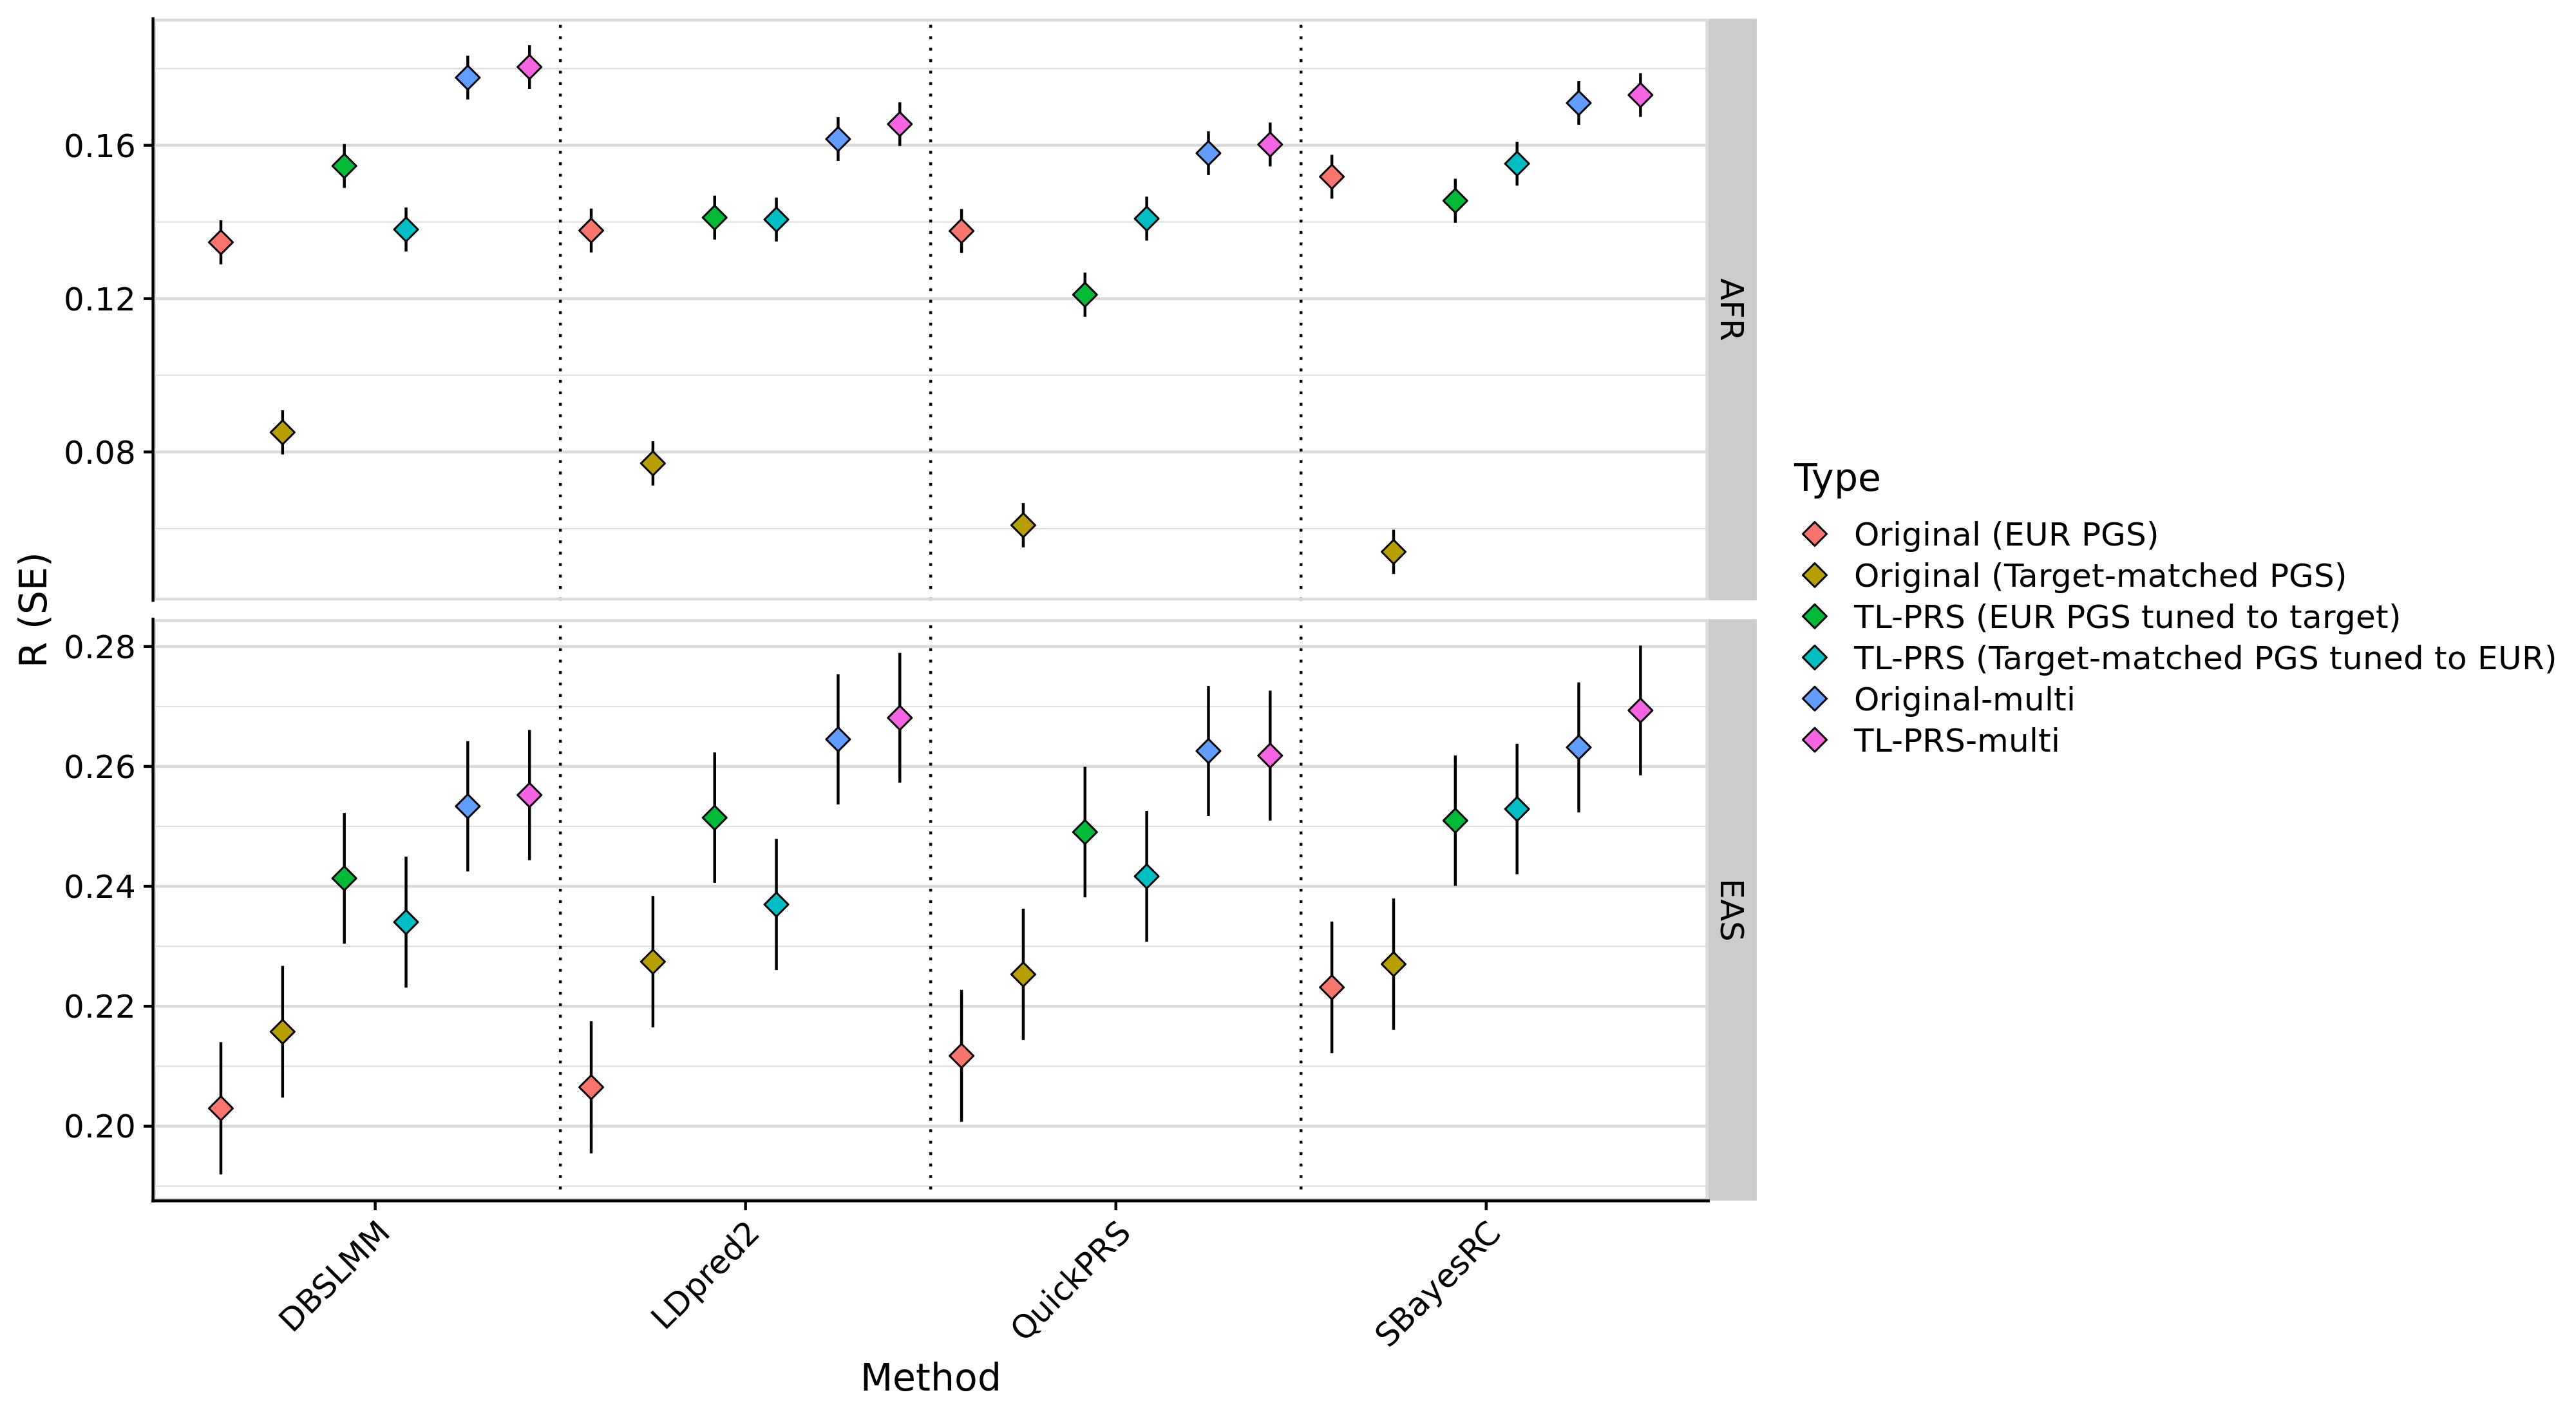 R (SE)
0.16
0.12
0.08
AFR
0.28
0.26
0.24
0.22
0.20
EAS
DBSLMM
LDpred2
QuickPRS
SBayesRC
Method
Type
Original (EUR PGS)
Original (Target-matched PGS)
TL-PRS (EUR PGS tuned to target)
TL-PRS (Target-matched PGS tuned to EUR)
Original-multi
TL-PRS-multi